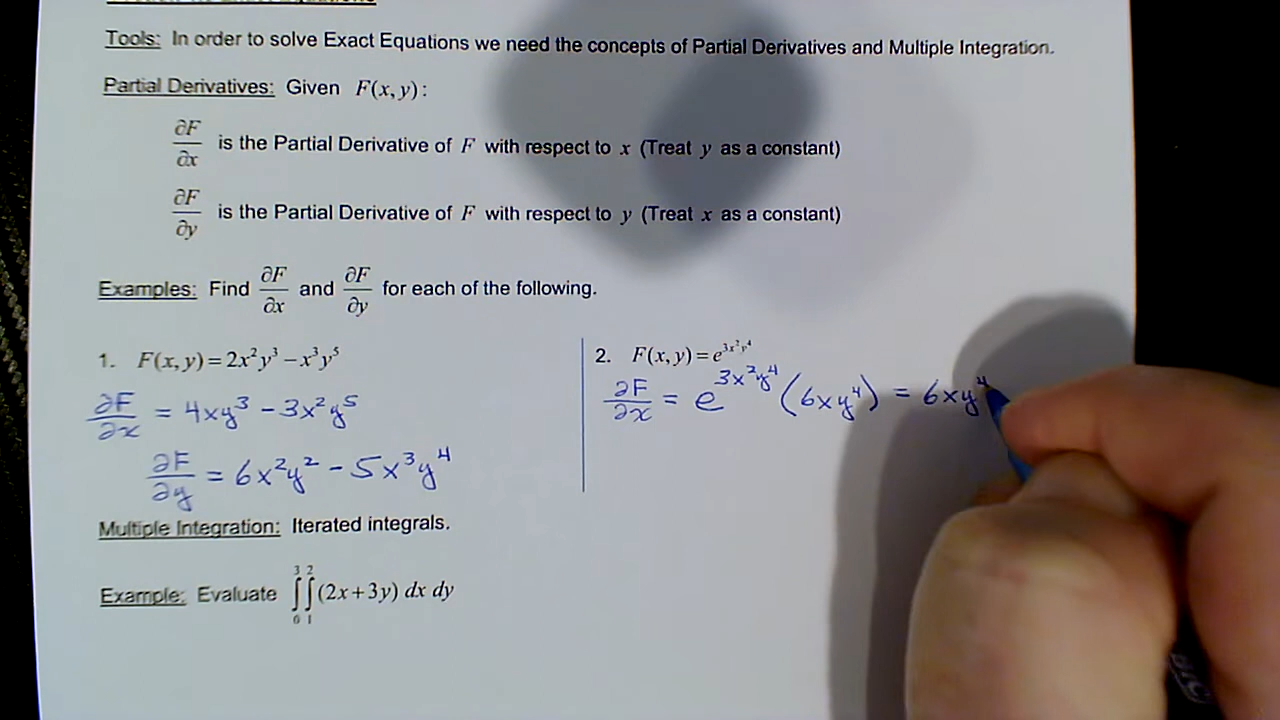 Tools: In order to solve Exact Equations we need the concepts of Partial Derivatives and Multiple Integration.
Partial Derivatives: Given F(x, y):
∂F/∂x is the Partial Derivative of F with respect to x (Treat y as a constant)
∂F/∂y is the Partial Derivative of F with respect to y (Treat x as a constant)
Examples: Find ∂F/∂x and ∂F/∂y for each of the following.
1. F(x, y) = 2x²y³ − x³y⁵
∂F/∂x = 4xy³ − 3x²y⁵
∂F/∂y = 6x²y² − 5x³y⁴
2. F(x, y) = e^{3x²y⁴}
∂F/∂x = e^{3x²y⁴} (6xy⁴) = 6xy⁴
Multiple Integration: Iterated integrals.
Example: Evaluate ∫₀³∫₁² (2x + 3y) dx dy